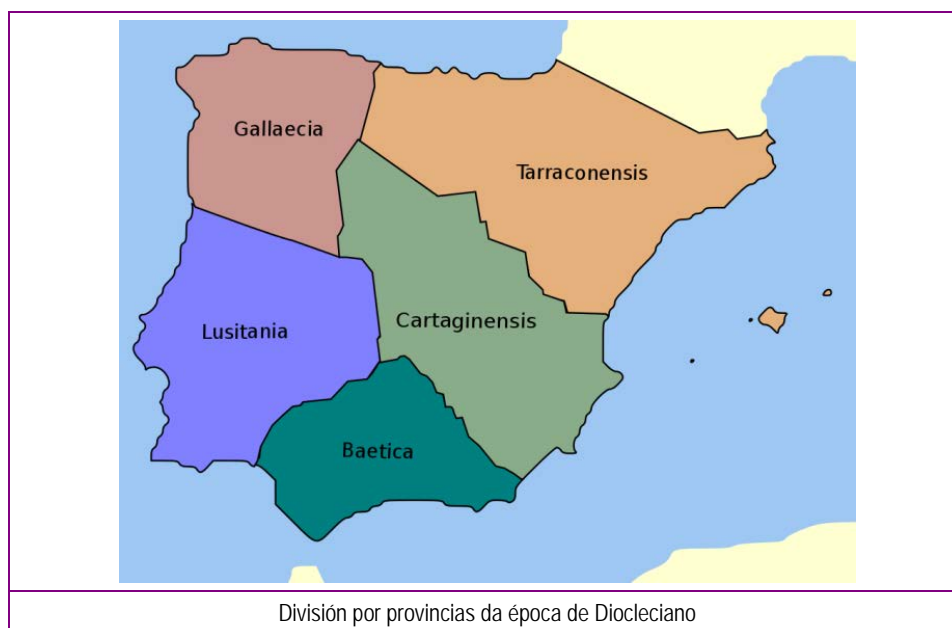 Gallaecia
Tarraconensis
Cartaginensis
Lusitania
Baetica
División por provincias da época de Diocleciano